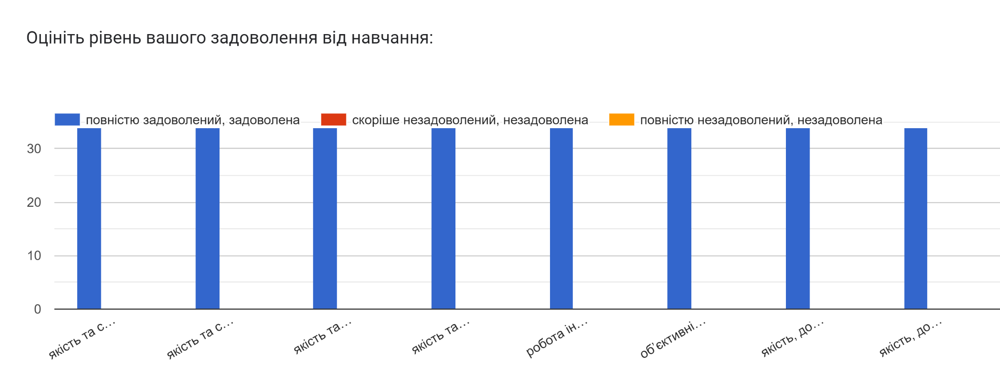 Оцініть рівень вашого задоволення від навчання:
повністю задоволений, задоволена скоріше незадоволений, незадоволена повністю незадоволений, незадоволена
30
20
10
0
якість та с…
якість та с…
якість та…
якість та…
робота ін…
об’єктивні…
якість, до…
якість, до…